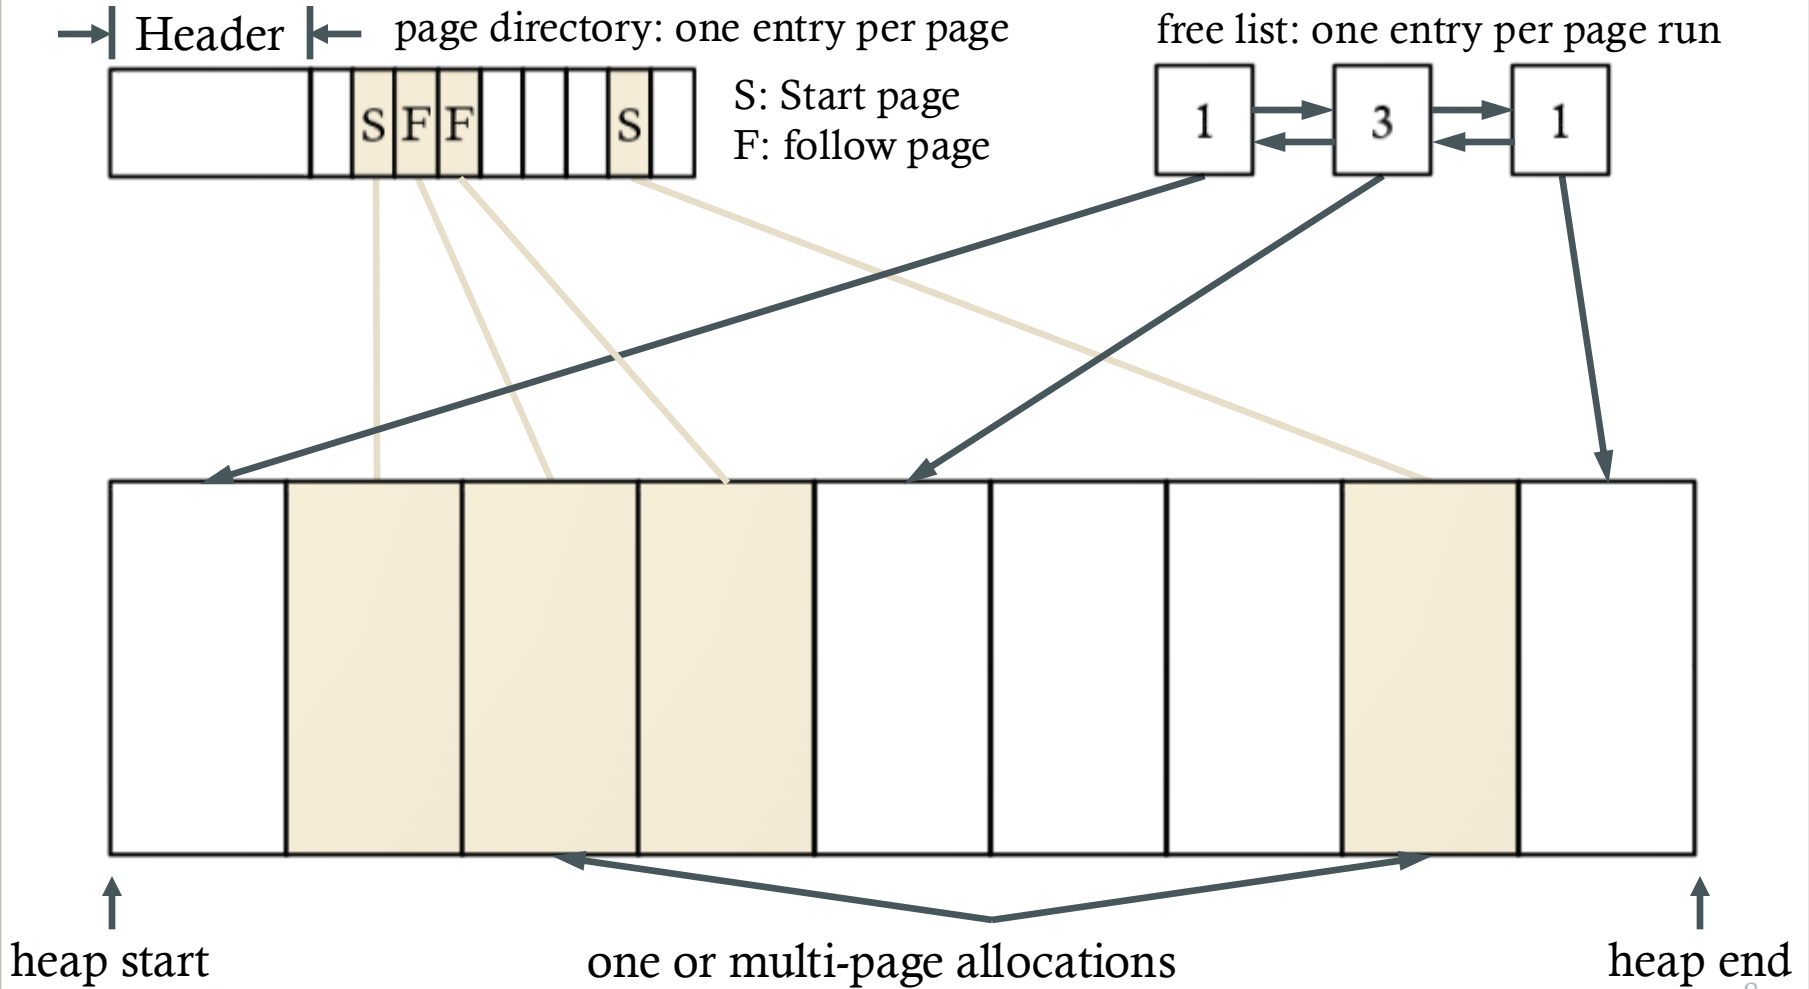 Header
page directory: one entry per page
free list: one entry per page run
S F F S
S: Start page
F: follow page
1 3 1
heap start
one or multi-page allocations
heap end